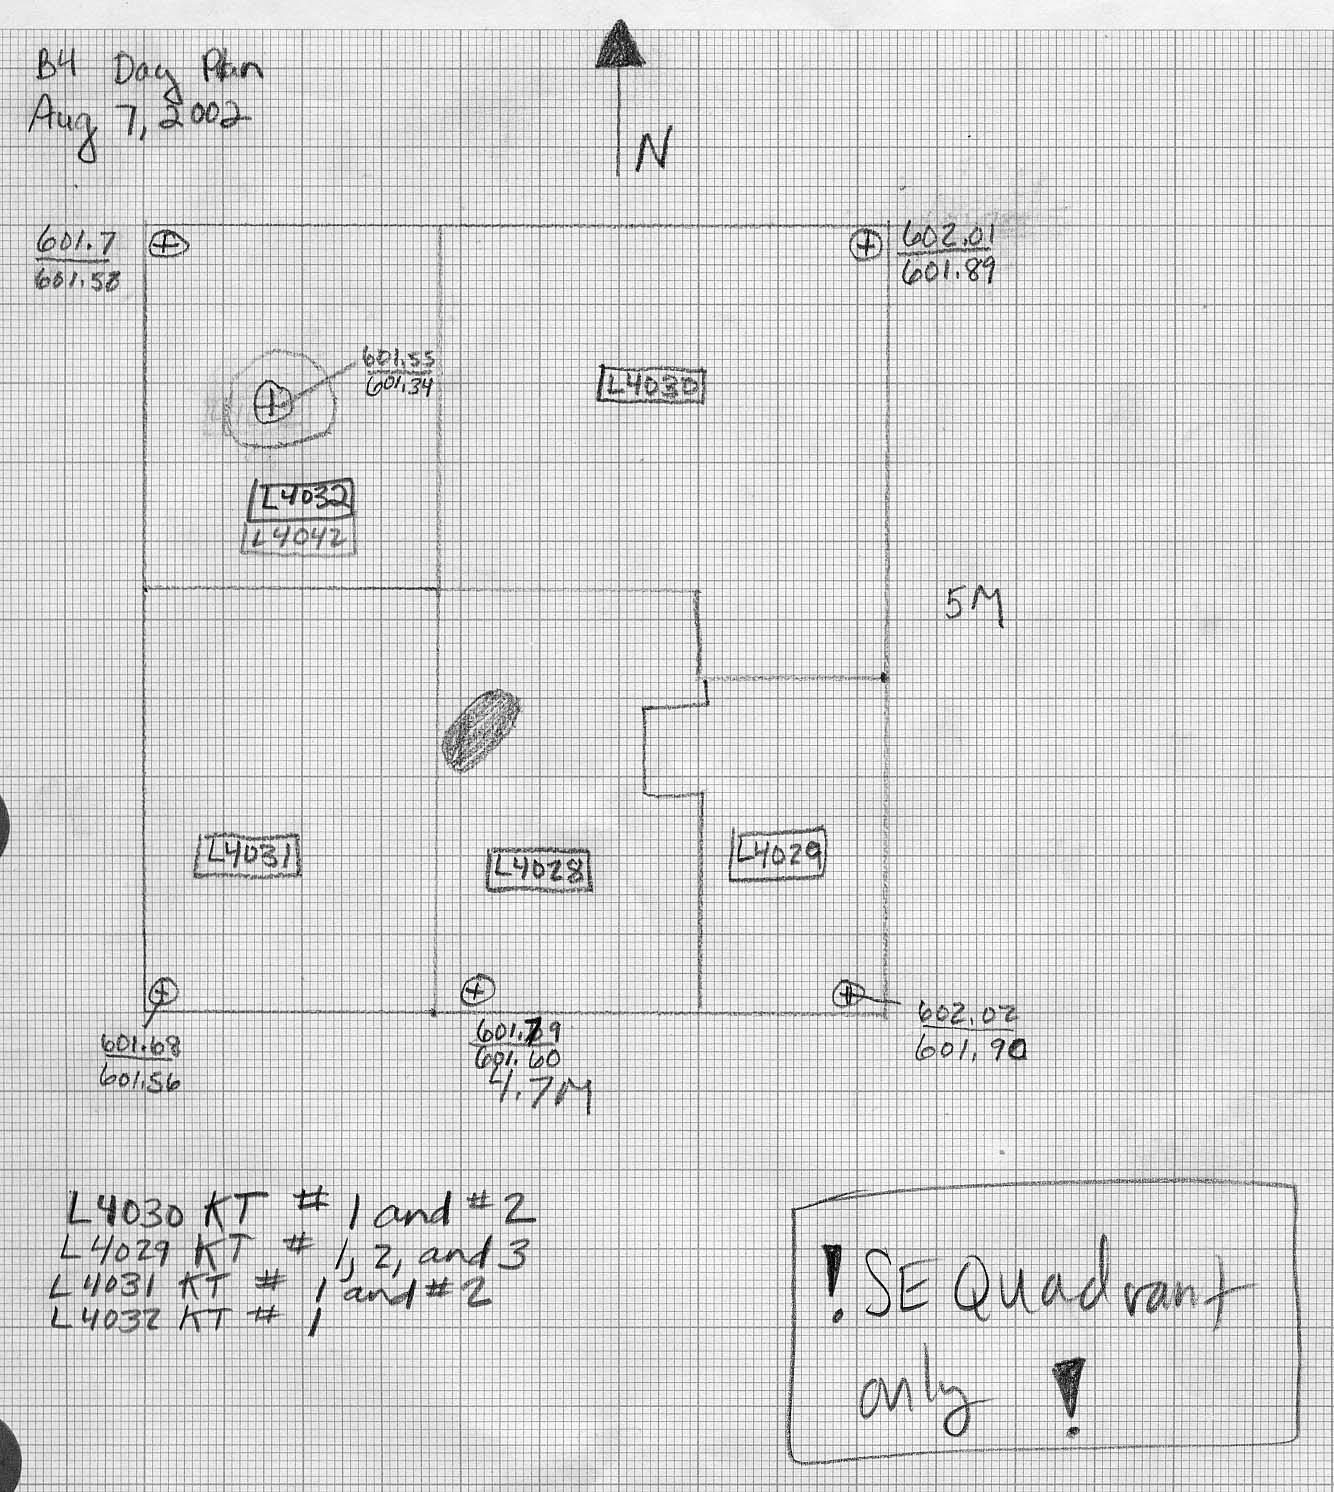 B4 Day Plan
Aug 7, 2002
N
601.7
601.58
602.01
601.89
601.55
601.34
L4030
L4032
L4042
5M
L4031
L4028
L4029
601.68
601.56
601.79
601.60
4.7M
602.02
601.90
L4030 KT # 1 and #2
L4029 KT # 1, 2, and 3
L4031 KT # 1 and #2
L4032 KT # 1
! SE Quadrant
only !